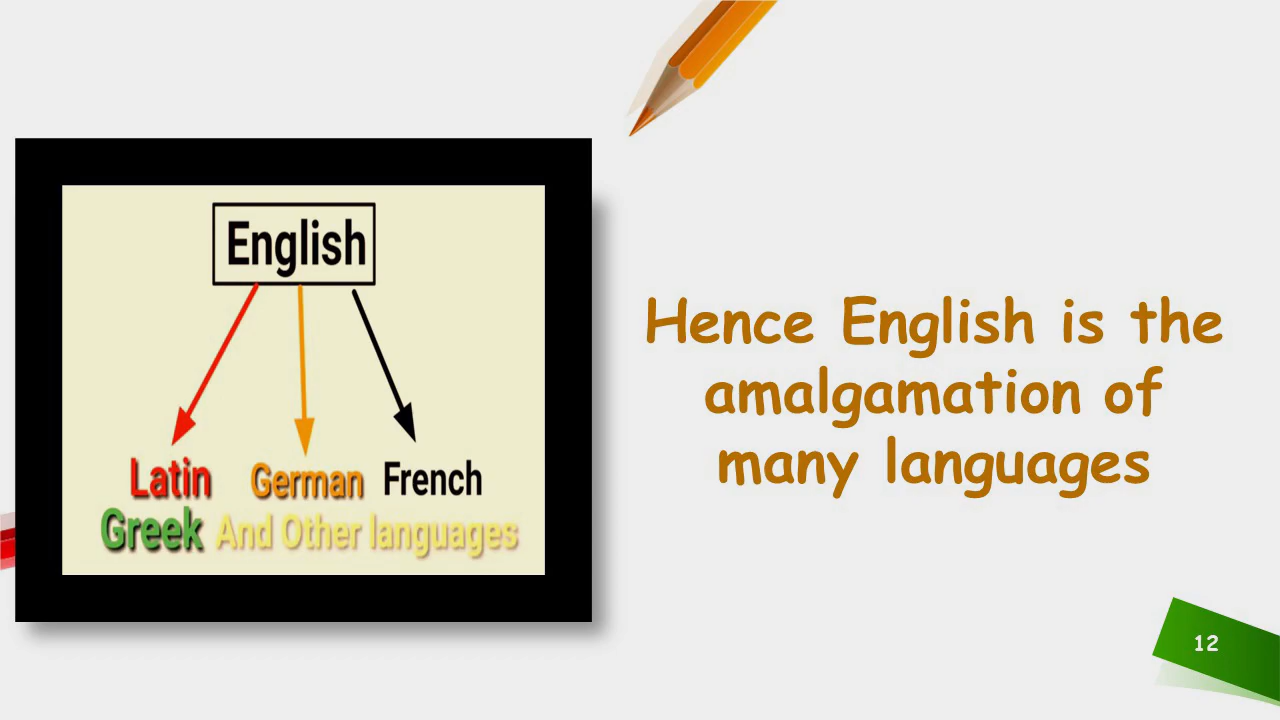 English
Latin German French
Greek And Other languages
Hence English is the
amalgamation of
many languages
12